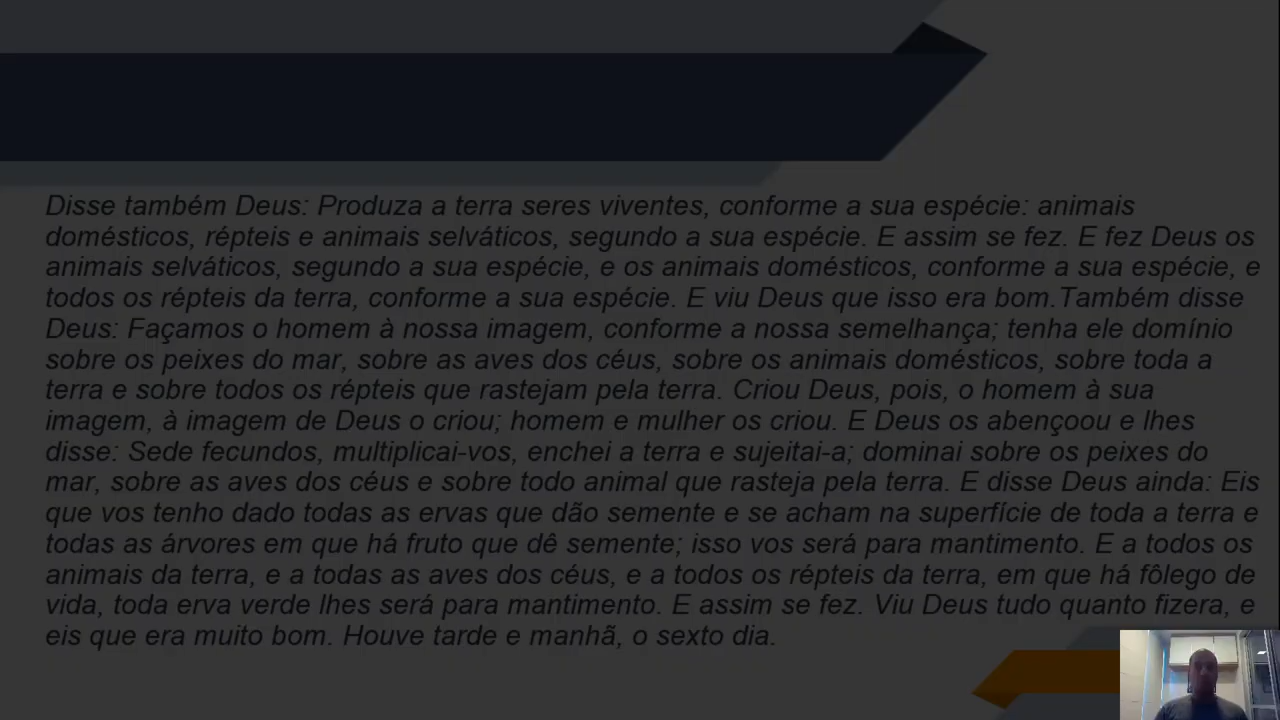 Disse também Deus: Produza a terra seres viventes, conforme a sua espécie: animais
domésticos, répteis e animais selváticos, segundo a sua espécie. E assim se fez. E fez Deus os
animais selváticos, segundo a sua espécie, e os animais domésticos, conforme a sua espécie, e
todos os répteis da terra, conforme a sua espécie. E viu Deus que isso era bom.Também disse
Deus: Façamos o homem à nossa imagem, conforme a nossa semelhança; tenha ele domínio
sobre os peixes do mar, sobre as aves dos céus, sobre os animais domésticos, sobre toda a
terra e sobre todos os répteis que rastejam pela terra. Criou Deus, pois, o homem à sua
imagem, à imagem de Deus o criou; homem e mulher os criou. E Deus os abençoou e lhes
disse: Sede fecundos, multiplicai-vos, enchei a terra e sujeitai-a; dominai sobre os peixes do
mar, sobre as aves dos céus e sobre todo animal que rasteja pela terra. E disse Deus ainda: Eis
que vos tenho dado todas as ervas que dão semente e se acham na superfície de toda a terra e
todas as árvores em que há fruto que dê semente; isso vos será para mantimento. E a todos os
animais da terra, e a todas as aves dos céus, e a todos os répteis da terra, em que há fôlego de
vida, toda erva verde lhes será para mantimento. E assim se fez. Viu Deus tudo quanto fizera, e
eis que era muito bom. Houve tarde e manhã, o sexto dia.